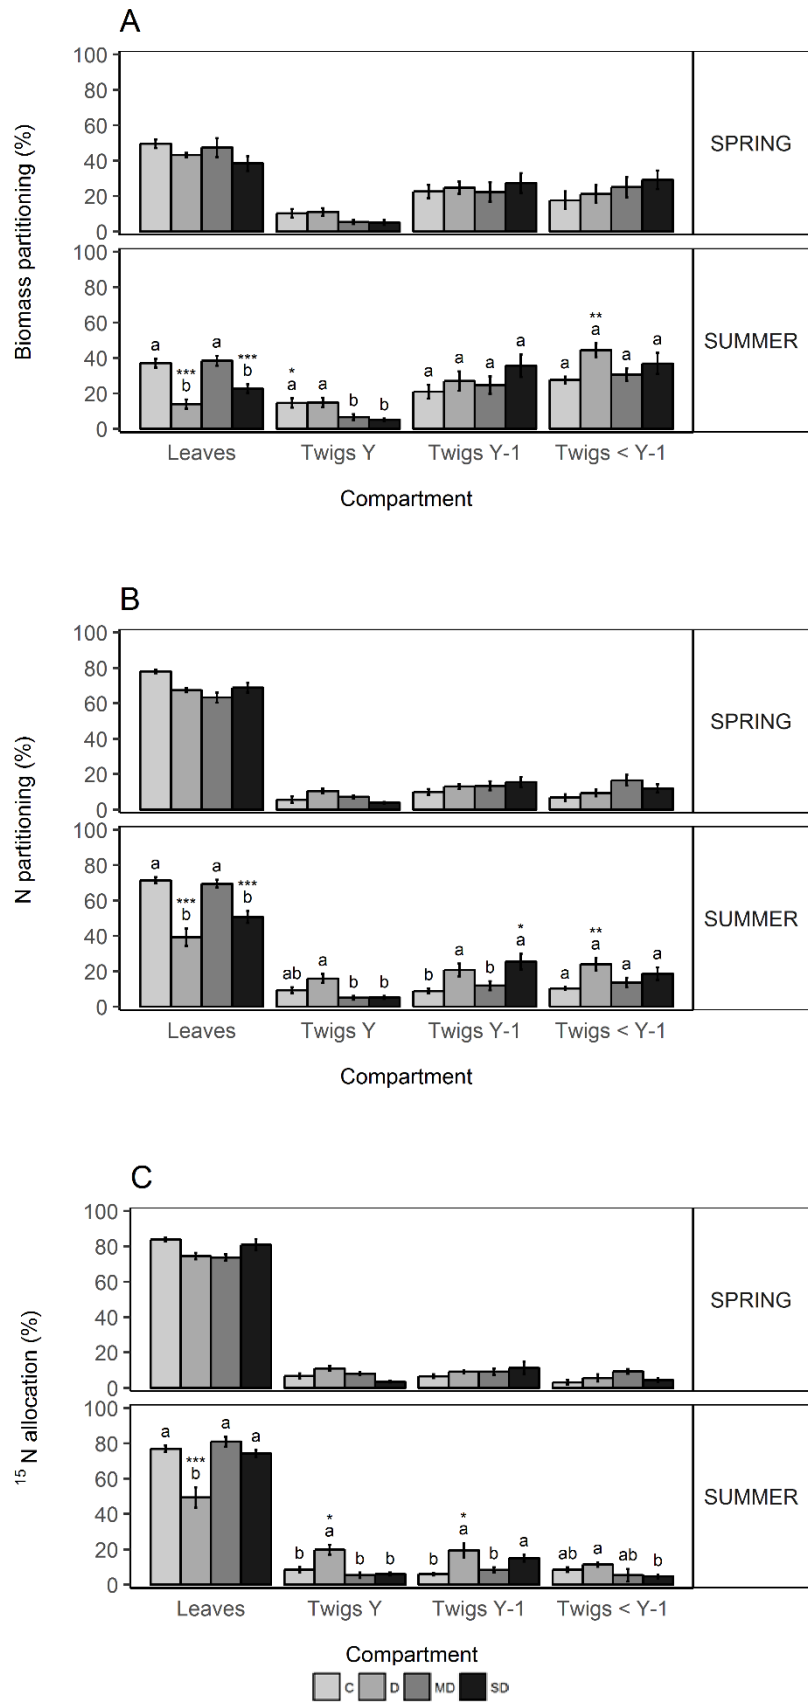 A
100
80
60
40
20
0
SPRING
100
80
60
40
20
0
a
***
b
a
***
b
*
a
a
b
b
a
a
a
a
a
**
a
a
a
SUMMER
Biomass partitioning (%)
Leaves Twigs Y Twigs Y-1 Twigs < Y-1
Compartment
B
100
80
60
40
20
0
SPRING
100
80
60
40
20
0
a
***
b
a
***
b
ab
a
b
b
b
a
b
*
a
a
**
a
a
a
SUMMER
N partitioning (%)
Leaves Twigs Y Twigs Y-1 Twigs < Y-1
Compartment
C
100
80
60
40
20
0
SPRING
100
80
60
40
20
0
a
***
b
a
a
b
*
a
b
b
b
*
a
b
a
ab
a
ab
b
SUMMER
15 N allocation (%)
Leaves Twigs Y Twigs Y-1 Twigs < Y-1
Compartment
C D MD SD